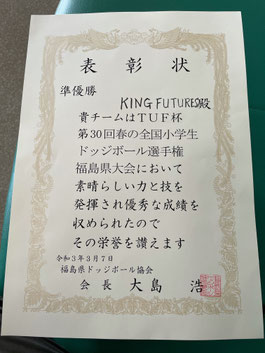 表彰状
準優勝
KING FUTURES殿
貴チームはTUF杯
第30回春の全国小学生
ドッジボール選手権
福島県大会において
素晴らしい力と技を
発揮され優秀な成績を
収められたので
その栄誉を讃えます
令和3年3月7日
福島県ドッジボール協会
会長 大島 浩